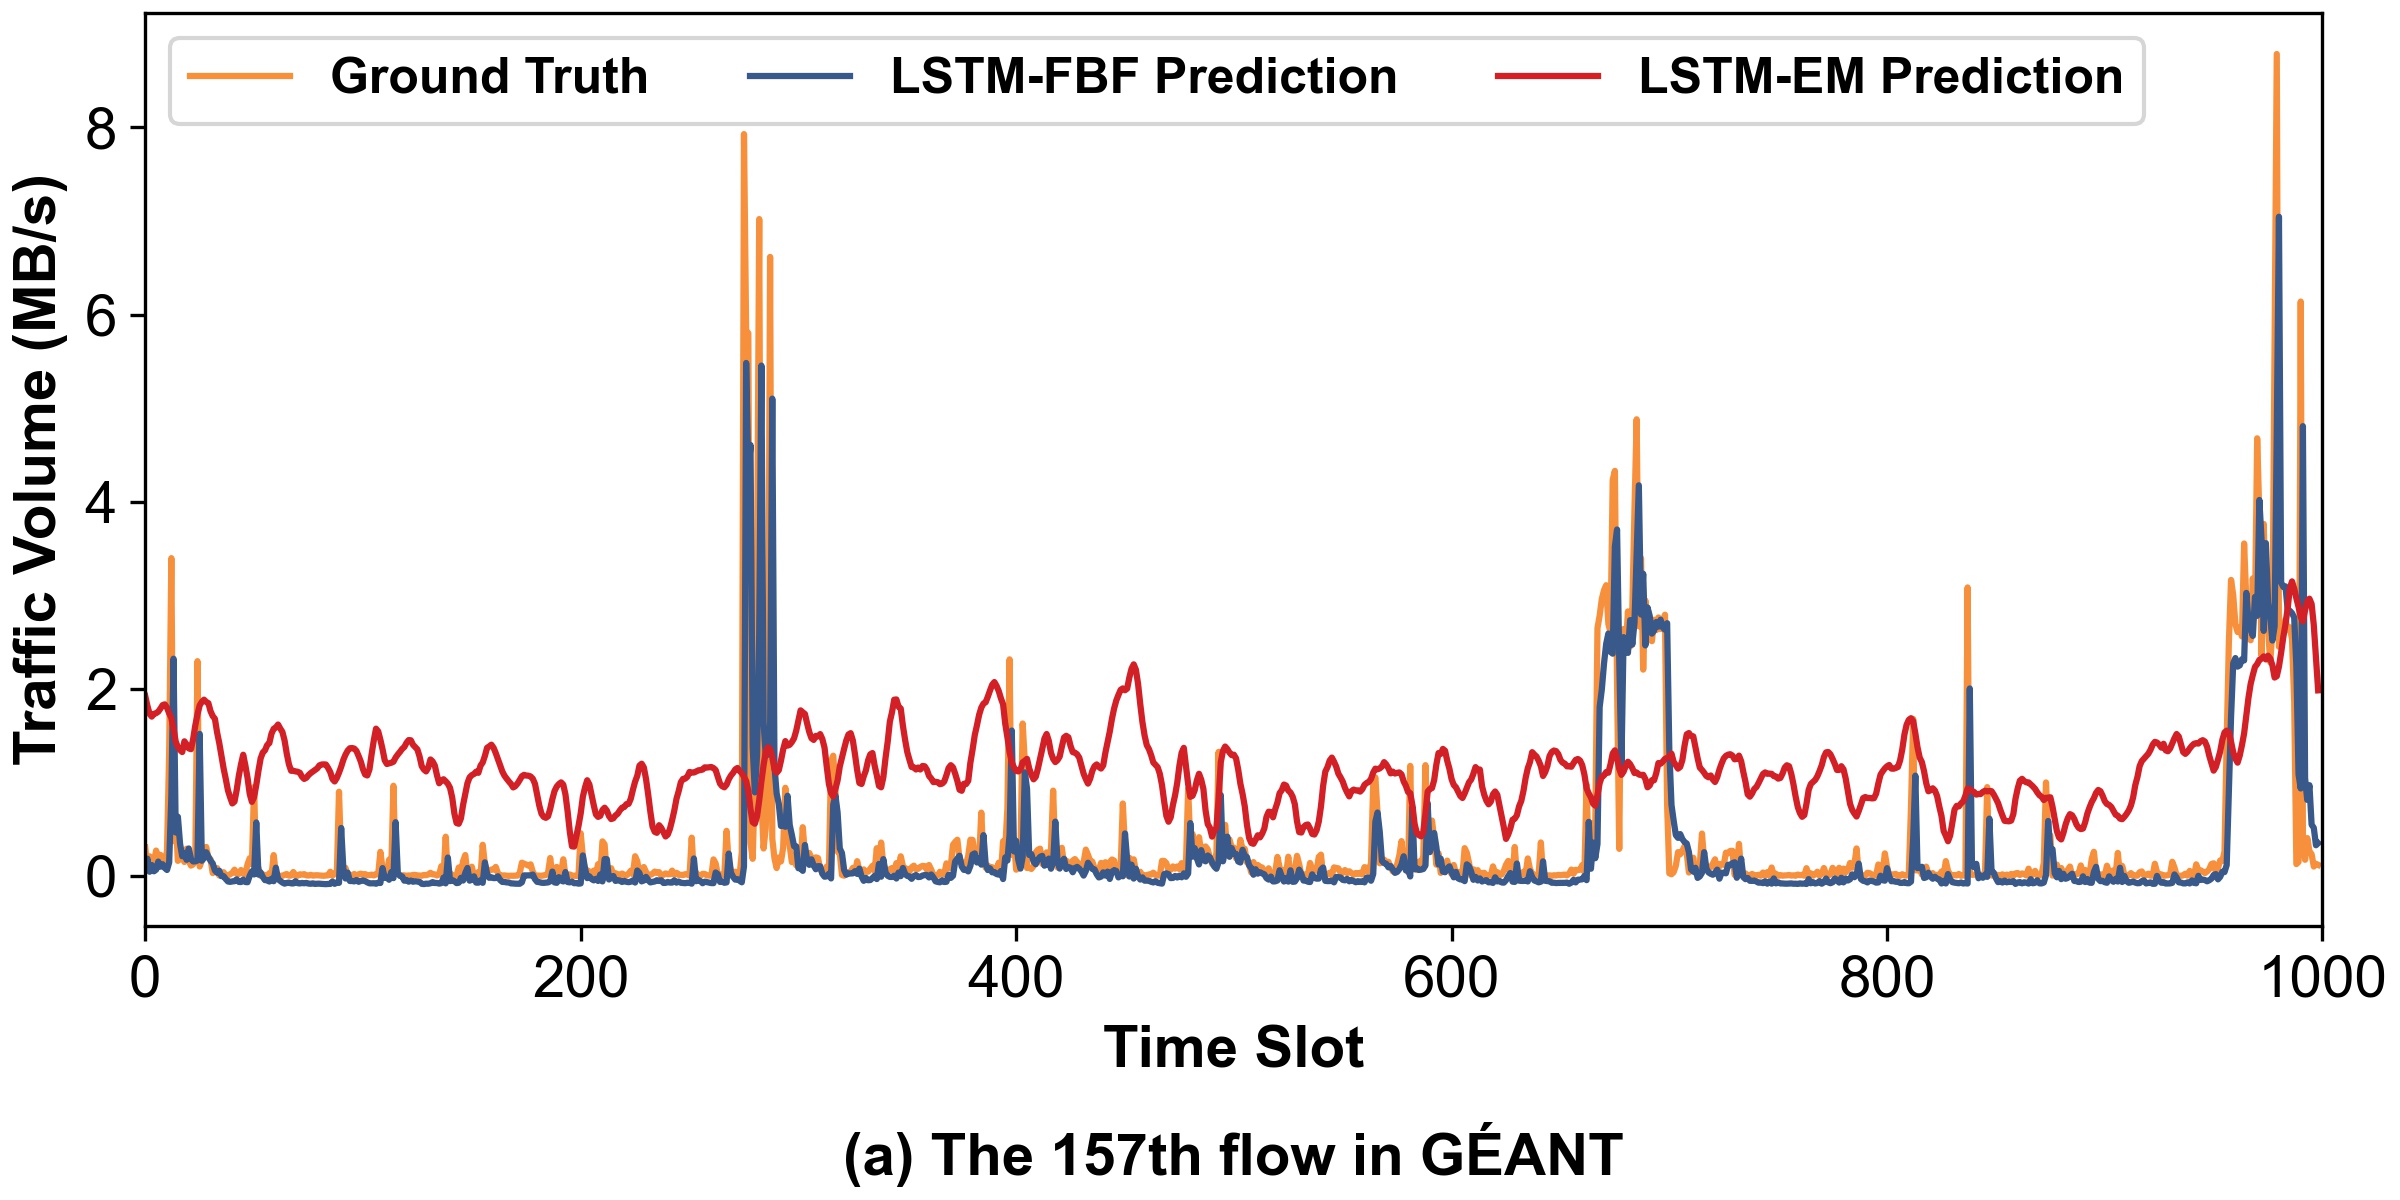 Ground Truth LSTM-FBF Prediction LSTM-EM Prediction
Traffic Volume (MB/s)
8
6
4
2
0
0 200 400 600 800 1000
Time Slot
(a) The 157th flow in GÉANT